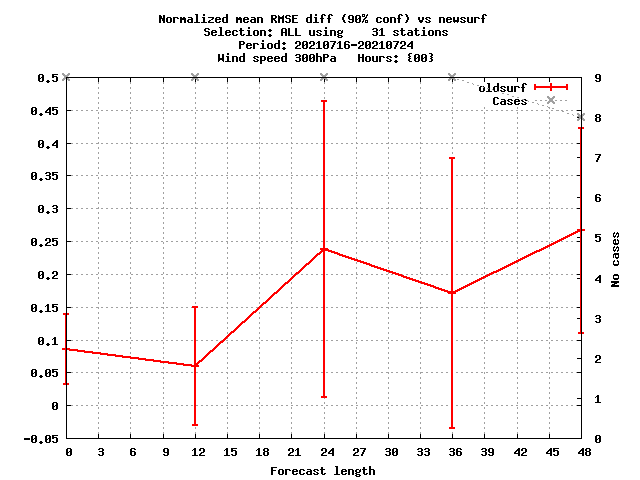 Normalized mean RMSE diff (90% conf) vs newsurf
Selection: ALL using    31 stations
Period: 20210716-20210724
Wind speed 300hPa   Hours: {00}
oldsurf
Cases
0.5
0.45
0.4
0.35
0.3
0.25
0.2
0.15
0.1
0.05
0
-0.05
9
8
7
6
5
4
3
2
1
0
No cases
0 3 6 9 12 15 18 21 24 27 30 33 36 39 42 45 48
Forecast length